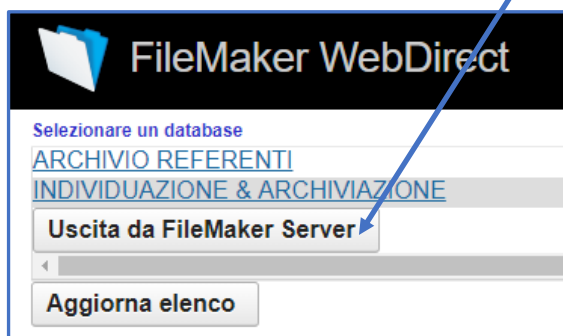 FileMaker WebDirect
Selezionare un database
ARCHIVIO REFERENTI
INDIVIDUAZIONE & ARCHIVIAZIONE
Uscita da FileMaker Server
Aggiorna elenco